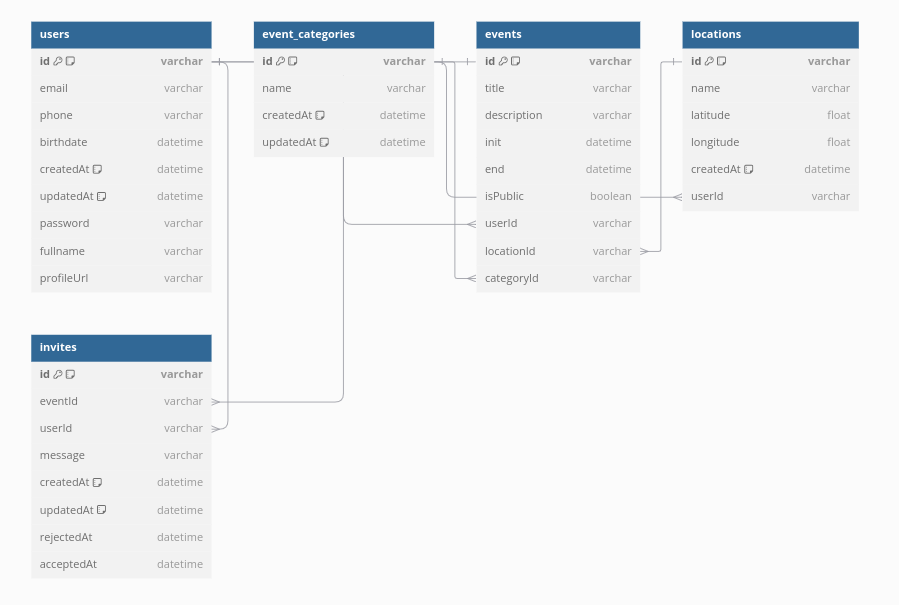 users
id varchar
email varchar
phone varchar
birthdate datetime
createdAt datetime
updatedAt datetime
password varchar
fullname varchar
profileUrl varchar
event_categories
id varchar
name varchar
createdAt datetime
updatedAt datetime
events
id varchar
title varchar
description varchar
init datetime
end datetime
isPublic boolean
userId varchar
locationId varchar
categoryId varchar
locations
id varchar
name varchar
latitude float
longitude float
createdAt datetime
userId varchar
invites
id varchar
eventId varchar
userId varchar
message varchar
createdAt datetime
updatedAt datetime
rejectedAt datetime
acceptedAt datetime